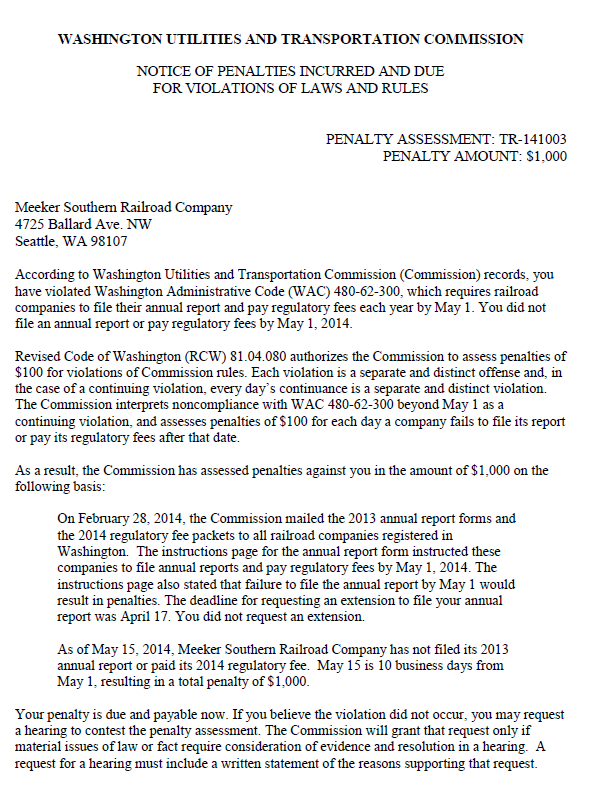 WASHINGTON UTILITIES AND TRANSPORTATION COMMISSION
NOTICE OF PENALTIES INCURRED AND DUE
FOR VIOLATIONS OF LAWS AND RULES
PENALTY ASSESSMENT: TR-141003
PENALTY AMOUNT: $1,000
Meeker Southern Railroad Company
4725 Ballard Ave. NW
Seattle, WA 98107
According to Washington Utilities and Transportation Commission (Commission) records, you
have violated Washington Administrative Code (WAC) 480-62-300, which requires railroad
companies to file their annual report and pay regulatory fees each year by May 1. You did not
file an annual report or pay regulatory fees by May 1, 2014.
Revised Code of Washington (RCW) 81.04.080 authorizes the Commission to assess penalties of
$100 for violations of Commission rules. Each violation is a separate and distinct offense and, in
the case of a continuing violation, every day's continuance is a separate and distinct violation.
The Commission interprets noncompliance with WAC 480-62-300 beyond May 1 as a
continuing violation, and assesses penalties of $100 for each day a company fails to file its report
or pay its regulatory fees after that date.
As a result, the Commission has assessed penalties against you in the amount of $1,000 on the
following basis:
On February 28, 2014, the Commission mailed the 2013 annual report forms and
the 2014 regulatory fee packets to all railroad companies registered in
Washington. The instructions page for the annual report form instructed these
companies to file annual reports and pay regulatory fees by May 1, 2014. The
instructions page also stated that failure to file the annual report by May 1 would
result in penalties. The deadline for requesting an extension to file your annual
report was April 17. You did not request an extension.
As of May 15, 2014, Meeker Southern Railroad Company has not filed its 2013
annual report or paid its 2014 regulatory fee. May 15 is 10 business days from
May 1, resulting in a total penalty of $1,000.
Your penalty is due and payable now. If you believe the violation did not occur, you may request
a hearing to contest the penalty assessment. The Commission will grant that request only if
material issues of law or fact require consideration of evidence and resolution in a hearing. A
request for a hearing must include a written statement of the reasons supporting that request.